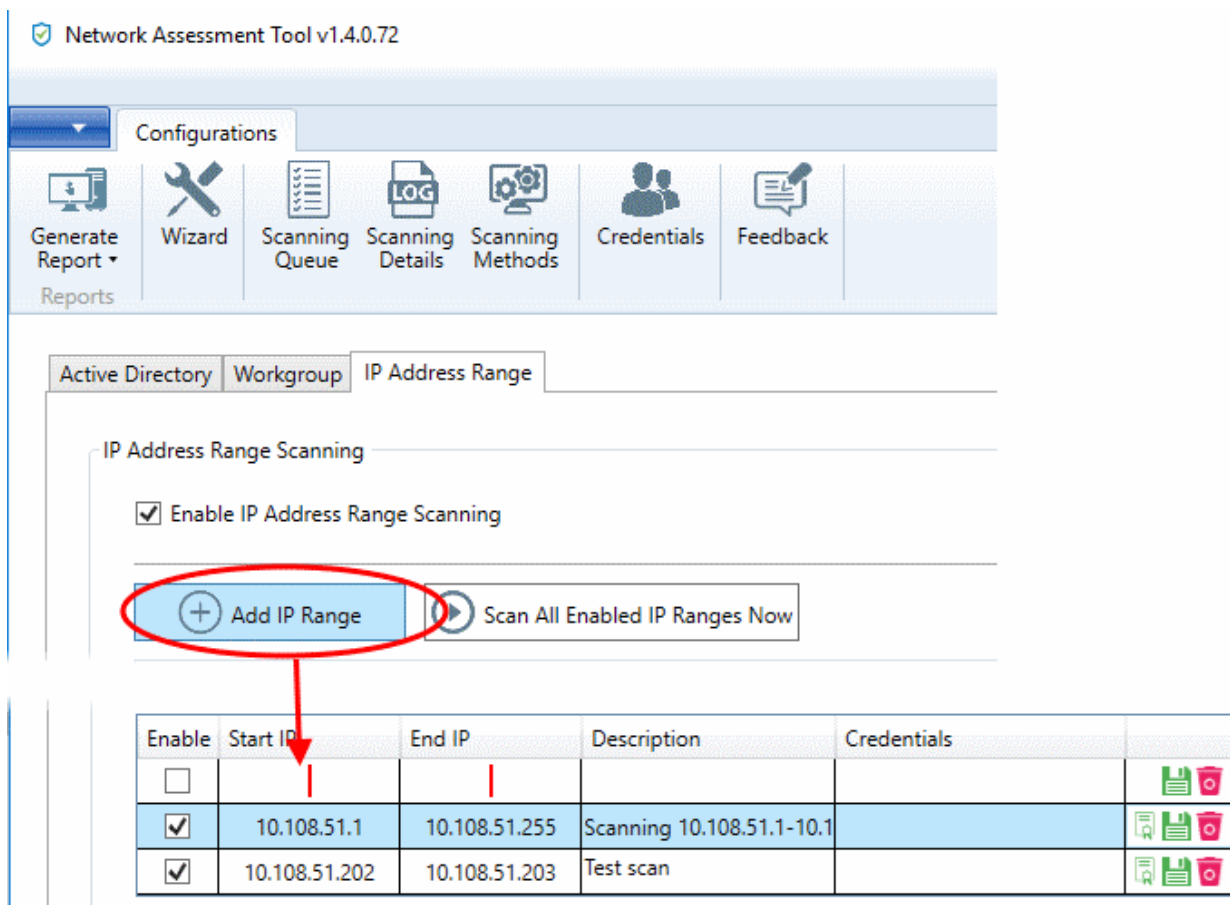 Network Assessment Tool v1.4.0.72
Configurations
Generate Report
Wizard
Scanning Queue
LOG
Scanning Details
Scanning Methods
Credentials
Feedback
Reports
Active Directory Workgroup IP Address Range
IP Address Range Scanning
Enable IP Address Range Scanning
Add IP Range Scan All Enabled IP Ranges Now
Enable Start IP End IP Description Credentials
10.108.51.1 10.108.51.255 Scanning 10.108.51.1-10.1
10.108.51.202 10.108.51.203 Test scan